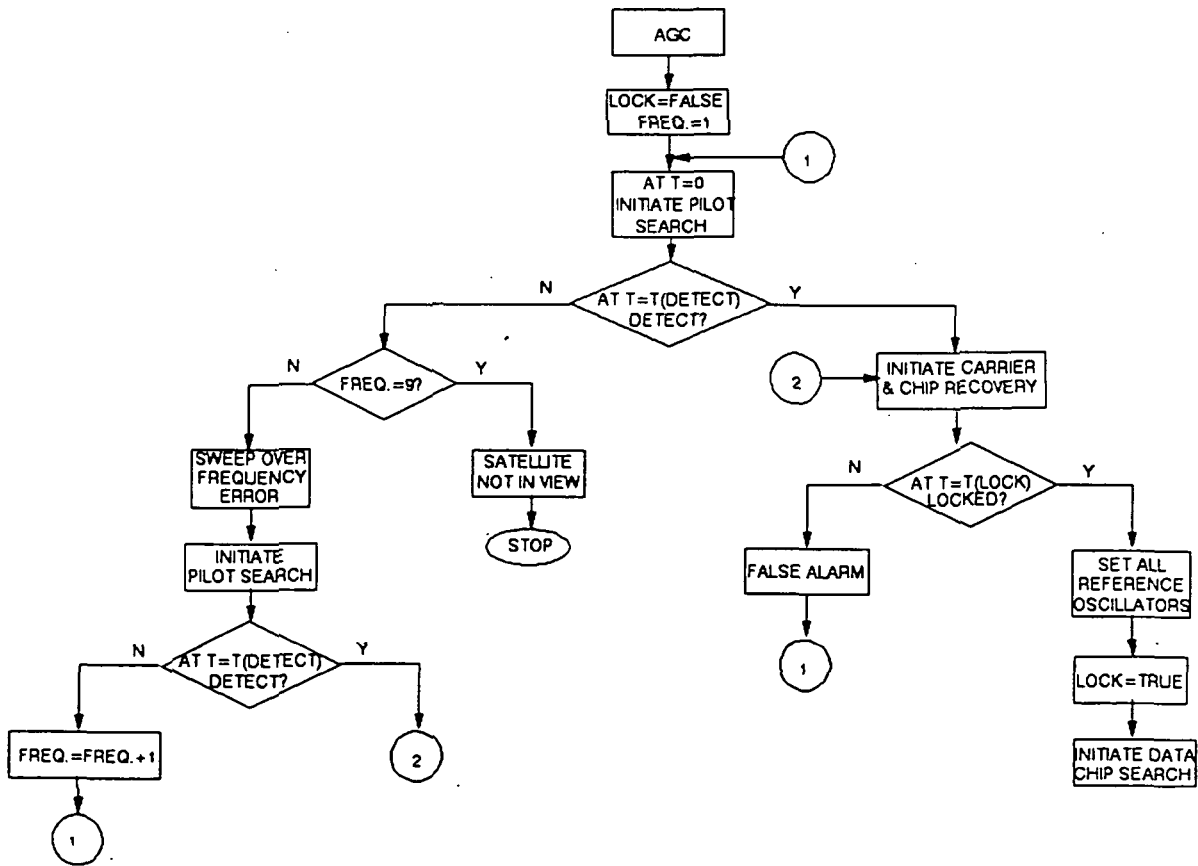 AGC
LOCK=FALSE
FREQ.=1
1
AT T=0
INITIATE PILOT
SEARCH
N
AT T=T(DETECT)
DETECT?
Y
N
FREQ.=9?
Y
2
INITIATE CARRIER
& CHIP RECOVERY
SWEEP OVER
FREQUENCY
ERROR
SATELLITE
NOT IN VIEW
STOP
N
AT T=T(LOCK)
LOCKED?
Y
INITIATE
PILOT SEARCH
FALSE ALARM
1
SET ALL
REFERENCE
OSCILLATORS
LOCK=TRUE
INITIATE DATA
CHIP SEARCH
N
AT T=T(DETECT)
DETECT?
Y
FREQ.=FREQ.+1
2
1